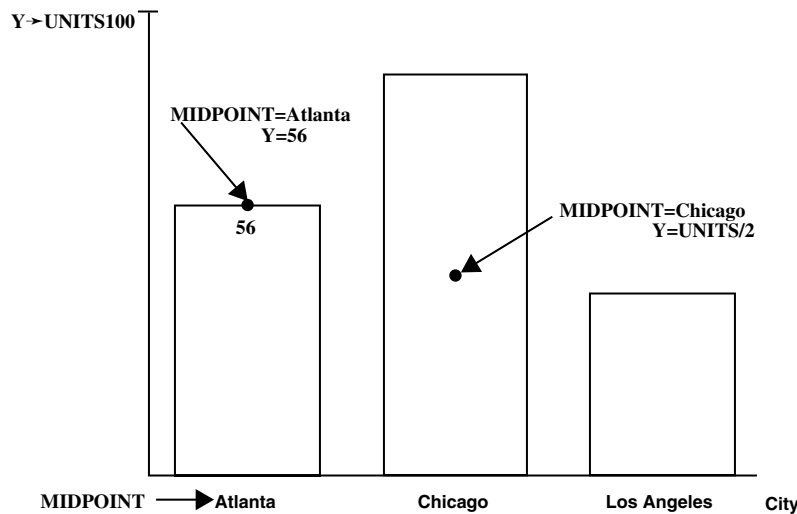 Y→UNITS100
MIDPOINT=Atlanta
Y=56
56
MIDPOINT=Chicago
Y=UNITS/2
MIDPOINT → Atlanta Chicago Los Angeles City